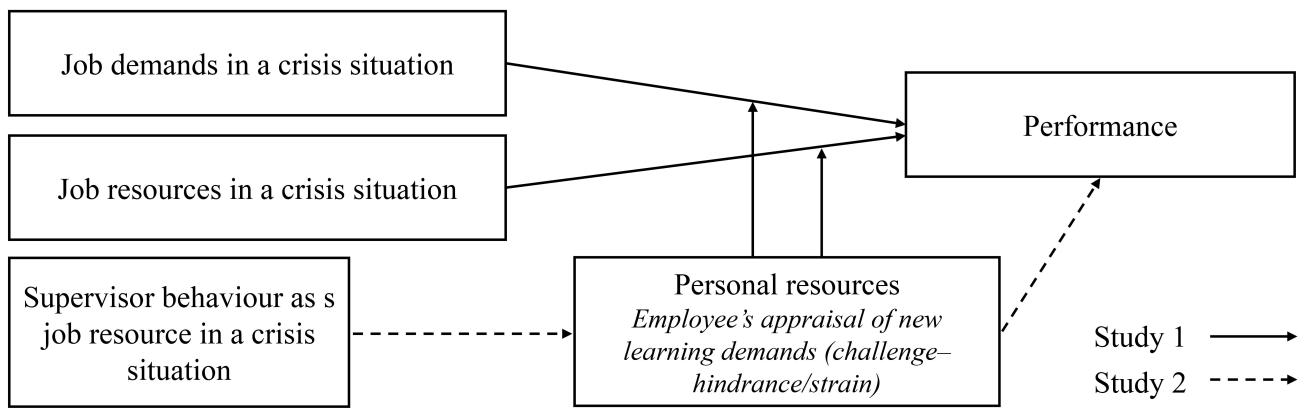 Job demands in a crisis situation
Job resources in a crisis situation
Performance
Supervisor behaviour as s
job resource in a crisis
situation
Personal resources
Employee’s appraisal of new
learning demands (challenge–
hindrance/strain)
Study 1
Study 2